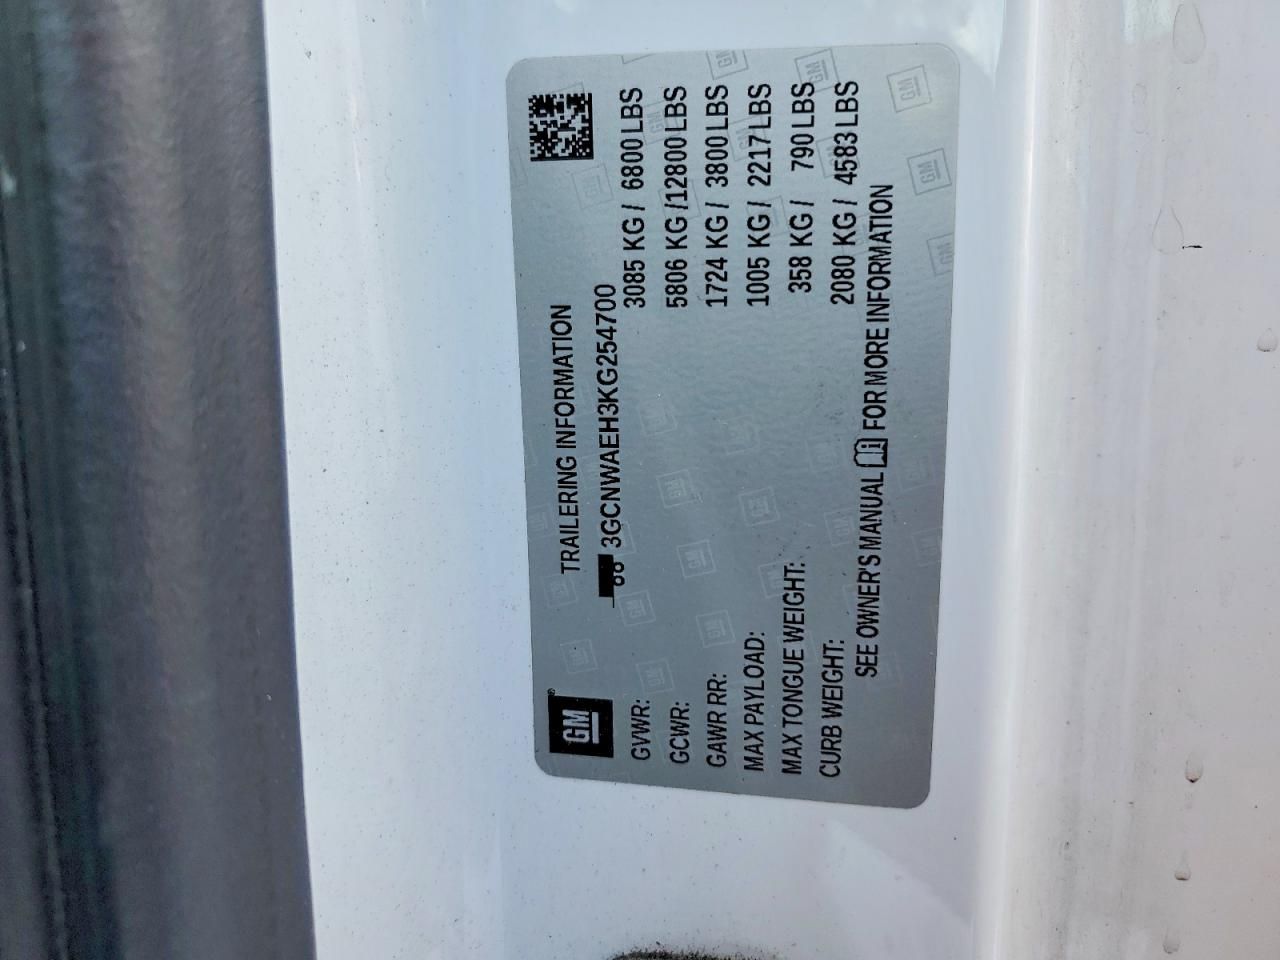 TRAILERING INFORMATION
3GCNWAEH3KG254700
GM
GVWR: 3085 KG / 6800 LBS
GCWR: 5806 KG / 12800 LBS
GAWR RR: 1724 KG / 3800 LBS
MAX PAYLOAD: 1005 KG / 2217 LBS
MAX TONGUE WEIGHT: 358 KG / 790 LBS
CURB WEIGHT: 2080 KG / 4583 LBS
SEE OWNER'S MANUAL FOR MORE INFORMATION